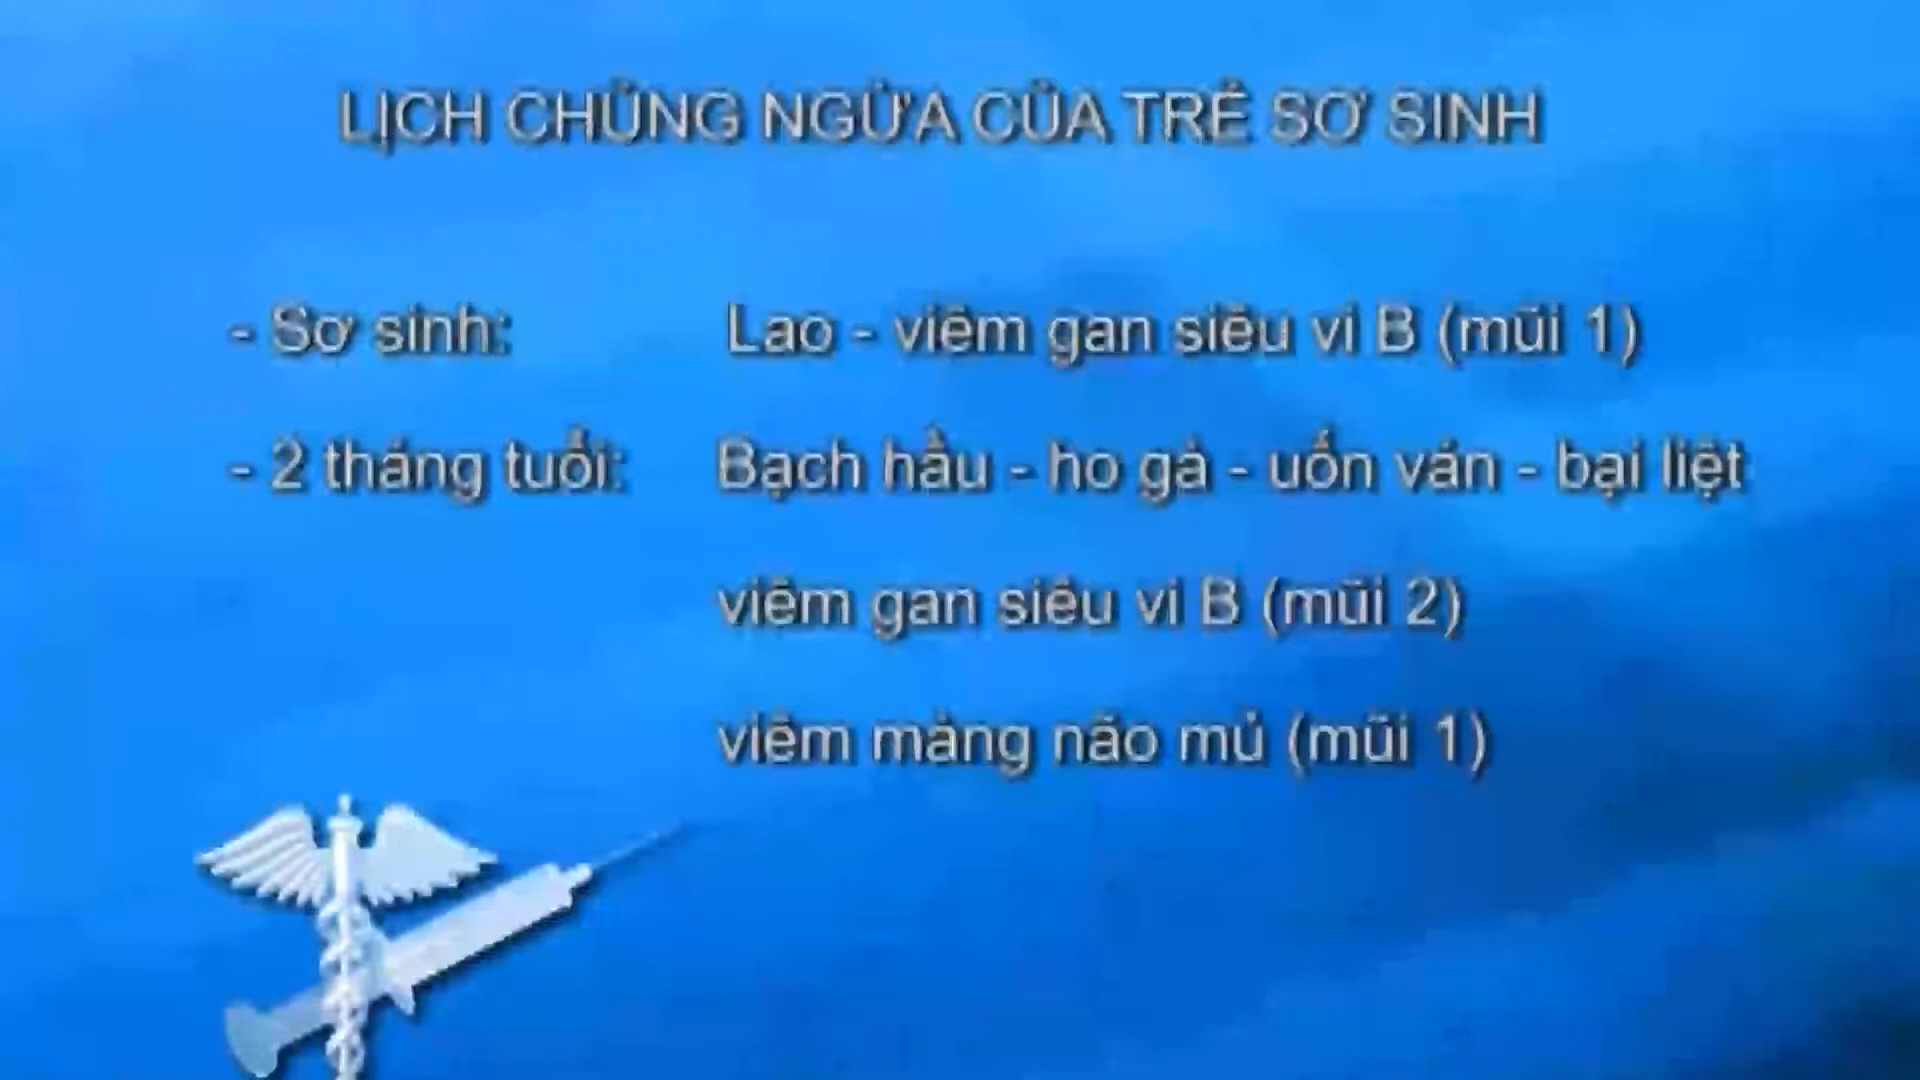 LỊCH CHỦNG NGỪA CỦA TRẺ SƠ SINH
- Sơ sinh: Lao - viêm gan siêu vi B (mũi 1)
- 2 tháng tuổi: Bạch hầu - ho gà - uốn ván - bại liệt
viêm gan siêu vi B (mũi 2)
viêm màng não mủ (mũi 1)